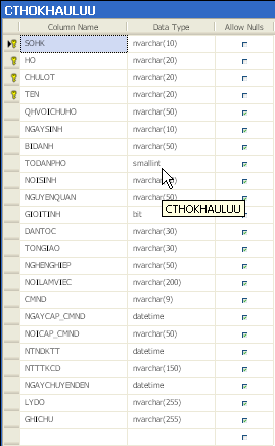 CTHOKHAULUU
Column Name Data Type Allow Nulls
SOHK nvarchar(10)
HO nvarchar(20)
CHULOT nvarchar(20)
TEN nvarchar(20)
QHVOICHUHO nvarchar(50)
NGAYSINH nvarchar(10)
BIDANH nvarchar(50)
TODANPHO smallint
NOISINH
NGUYENQUAN nvarchar(50)
GIOITINH bit
CTHOKHAULUU
DANTOC nvarchar(30)
TONGIAO nvarchar(30)
NGHENGHIEP nvarchar(50)
NOILAMVIEC nvarchar(200)
CMND nvarchar(9)
NGAYCAP_CMND datetime
NOICAP_CMND nvarchar(50)
NTNDKTT datetime
NTTTKCD nvarchar(150)
NGAYCHUYENDEN datetime
LYDO nvarchar(255)
GHICHU nvarchar(255)